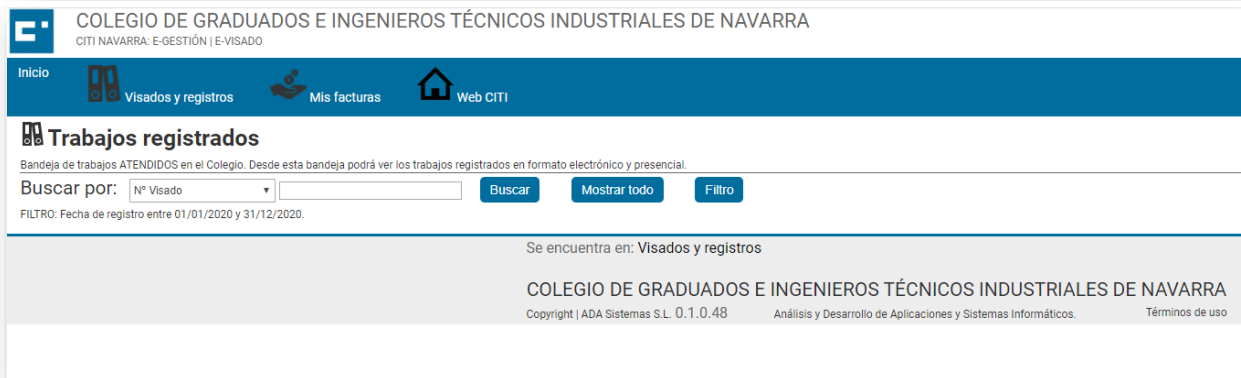 COLEGIO DE GRADUADOS E INGENIEROS TÉCNICOS INDUSTRIALES DE NAVARRA
CITI NAVARRA: E-GESTIÓN | E-VISADO
Inicio Visados y registros Mis facturas Web CITI
Trabajos registrados
Bandeja de trabajos ATENDIDOS en el Colegio. Desde esta bandeja podrá ver los trabajos registrados en formato electrónico y presencial.
Buscar por: Nº Visado Buscar Mostrar todo Filtro
FILTRO: Fecha de registro entre 01/01/2020 y 31/12/2020.
Se encuentra en: Visados y registros
COLEGIO DE GRADUADOS E INGENIEROS TÉCNICOS INDUSTRIALES DE NAVARRA
Copyright | ADA Sistemas S.L. 0.1.0.48 Análisis y Desarrollo de Aplicaciones y Sistemas Informáticos. Términos de uso